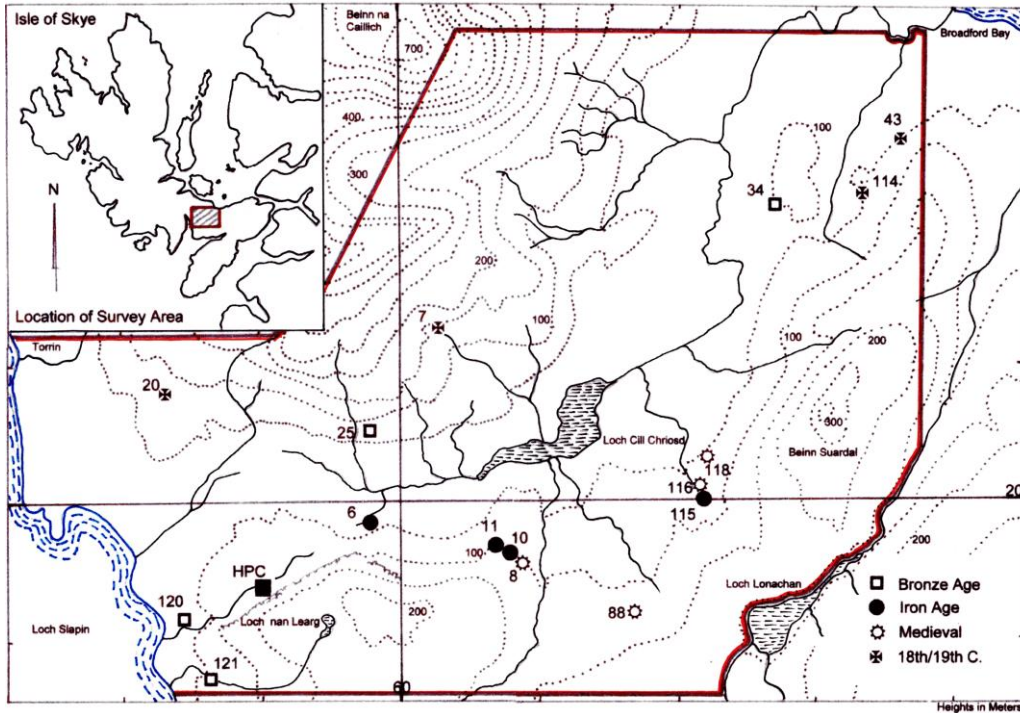 Isle of Skye
N
Location of Survey Area
Beinn na
Caillich
700
400
300
Broadford Bay
100
43
114
34
200
7
100
100
200
Torrin
20
300
25
Loch Cill Chriosd
Beinn Suardal
118
116
115
20
6
11
10
100
8
200
HPC
Loch Lonachan
88
120
200
Loch Slapin
Loch nan Learg
121
60
Bronze Age
Iron Age
Medieval
18th/19th C.
Heights in Meters